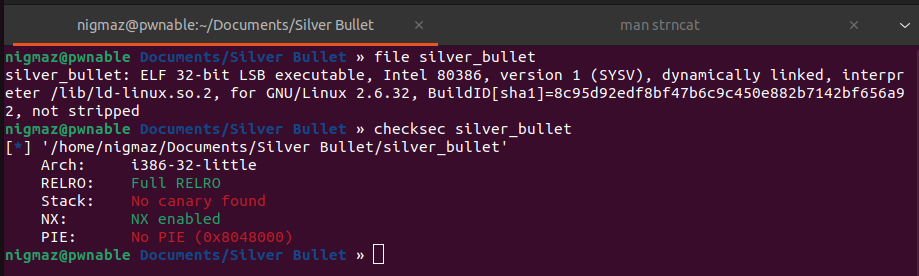 nigmaz@pwnable:~/Documents/Silver Bullet × man strncat ×
nigmaz@pwnable Documents/Silver Bullet » file silver_bullet
silver_bullet: ELF 32-bit LSB executable, Intel 80386, version 1 (SYSV), dynamically linked, interpr
eter /lib/ld-linux.so.2, for GNU/Linux 2.6.32, BuildID[sha1]=8c95d92edf8bf47b6c9c450e882b7142bf656a9
2, not stripped
nigmaz@pwnable Documents/Silver Bullet » checksec silver_bullet
[*] '/home/nigmaz/Documents/Silver Bullet/silver_bullet'
Arch: i386-32-little
RELRO: Full RELRO
Stack: No canary found
NX: NX enabled
PIE: No PIE (0x8048000)
nigmaz@pwnable Documents/Silver Bullet »